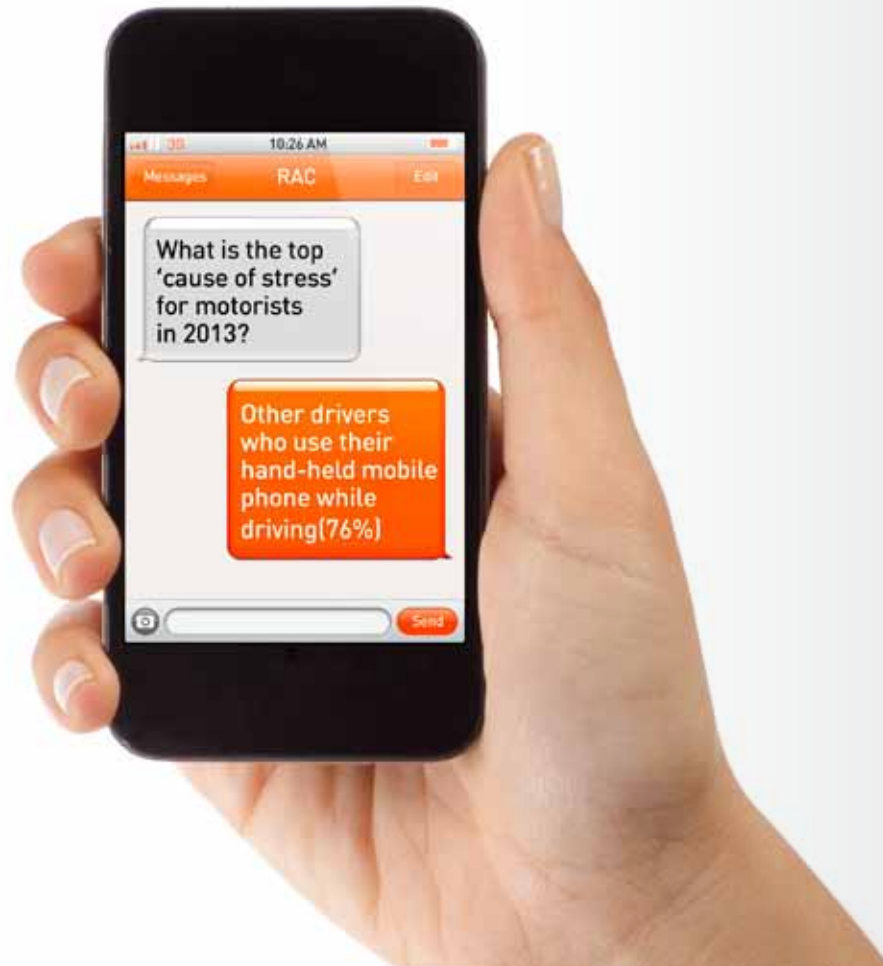 3G 10:26 AM
Messages RAC Edit
What is the top
‘cause of stress’
for motorists
in 2013?
Other drivers
who use their
hand-held mobile
phone while
driving(76%)
Send